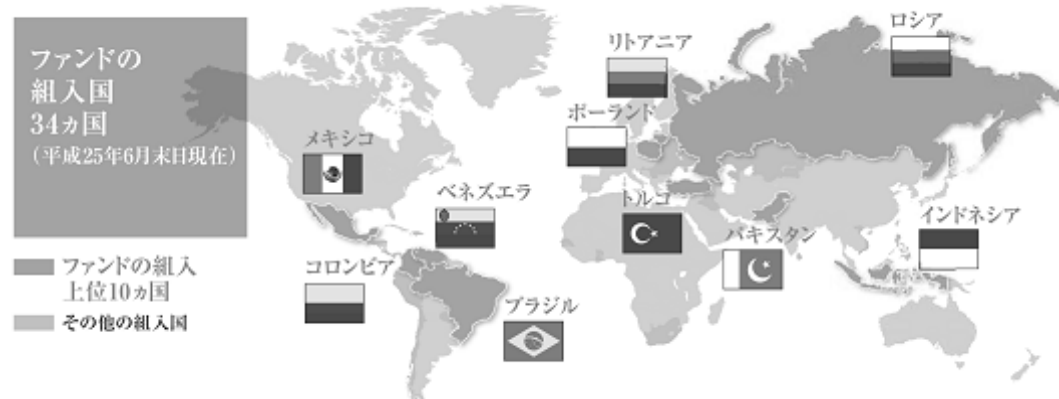 ファンドの
組入国
34ヵ国
（平成25年6月末日現在）
ファンドの組入
上位10ヵ国
その他の組入国
メキシコ
ベネズエラ
コロンビア
ブラジル
リトアニア
ポーランド
トルコ
パキスタン
ロシア
インドネシア